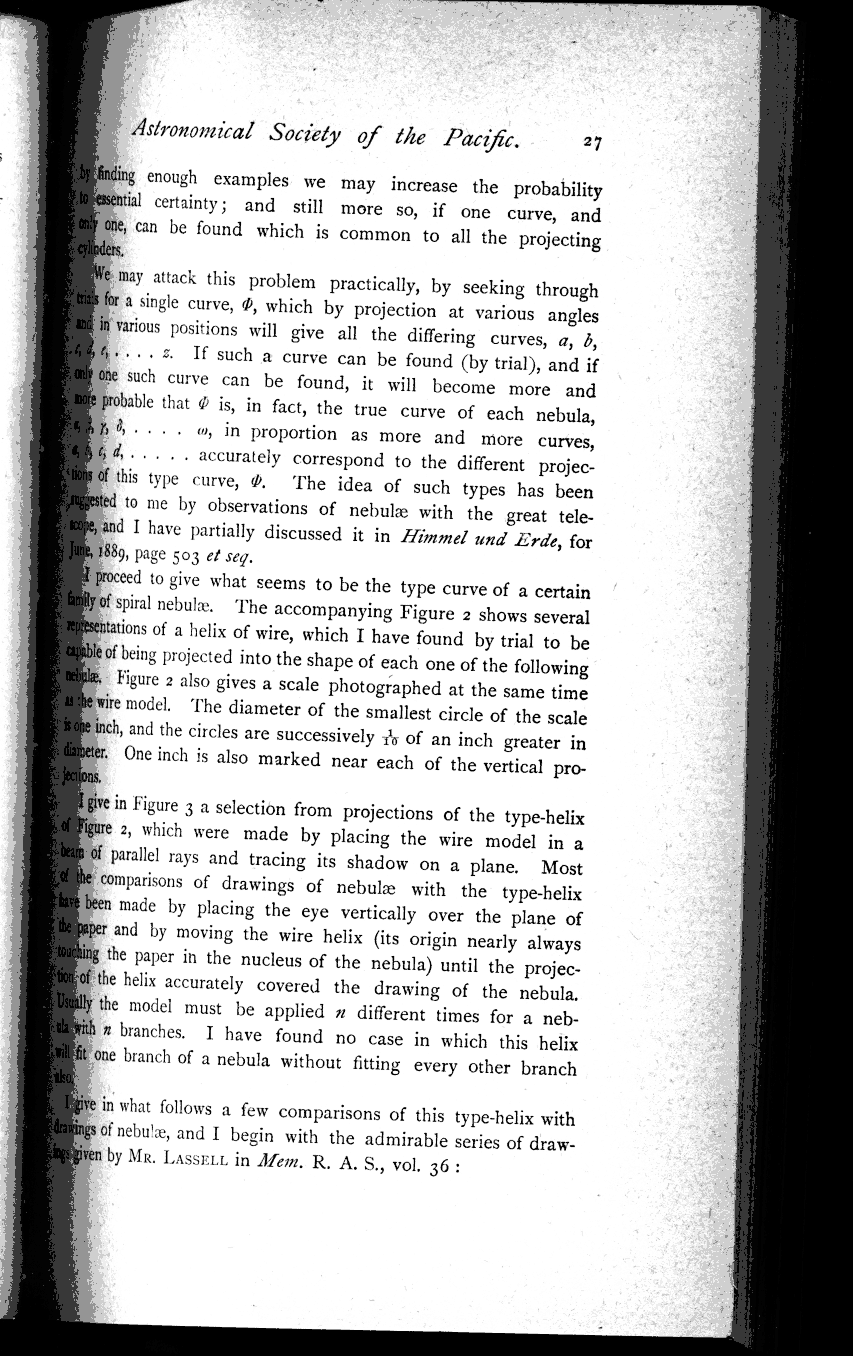 Astronomical Society of the Pacific. 27
by finding enough examples we may increase the probability
to essential certainty; and still more so, if one curve, and
only one, can be found which is common to all the projecting
cylinders.
We may attack this problem practically, by seeking through
trials for a single curve, Φ, which by projection at various angles
and in various positions will give all the differing curves, a, b,
c, d, e, . . . . z. If such a curve can be found (by trial), and if
only one such curve can be found, it will become more and
more probable that Φ is, in fact, the true curve of each nebula,
α, β, γ, δ, . . . . ω, in proportion as more and more curves,
a, b, c, d, . . . . . accurately correspond to the different projec-
tions of this type curve, Φ. The idea of such types has been
suggested to me by observations of nebulæ with the great tele-
scope, and I have partially discussed it in Himmel und Erde, for
June, 1889, page 503 et seq.
I proceed to give what seems to be the type curve of a certain
family of spiral nebulæ. The accompanying Figure 2 shows several
representations of a helix of wire, which I have found by trial to be
capable of being projected into the shape of each one of the following
nebulæ. Figure 2 also gives a scale photographed at the same time
as the wire model. The diameter of the smallest circle of the scale
is one inch, and the circles are successively 1/10 of an inch greater in
diameter. One inch is also marked near each of the vertical pro-
jections.
I give in Figure 3 a selection from projections of the type-helix
of Figure 2, which were made by placing the wire model in a
beam of parallel rays and tracing its shadow on a plane. Most
of the comparisons of drawings of nebulæ with the type-helix
have been made by placing the eye vertically over the plane of
the paper and by moving the wire helix (its origin nearly always
touching the paper in the nucleus of the nebula) until the projec-
tion of the helix accurately covered the drawing of the nebula.
Usually the model must be applied n different times for a neb-
ula with n branches. I have found no case in which this helix
will fit one branch of a nebula without fitting every other branch
also.
I give in what follows a few comparisons of this type-helix with
drawings of nebulæ, and I begin with the admirable series of draw-
ings given by MR. LASSELL in Mem. R. A. S., vol. 36 :